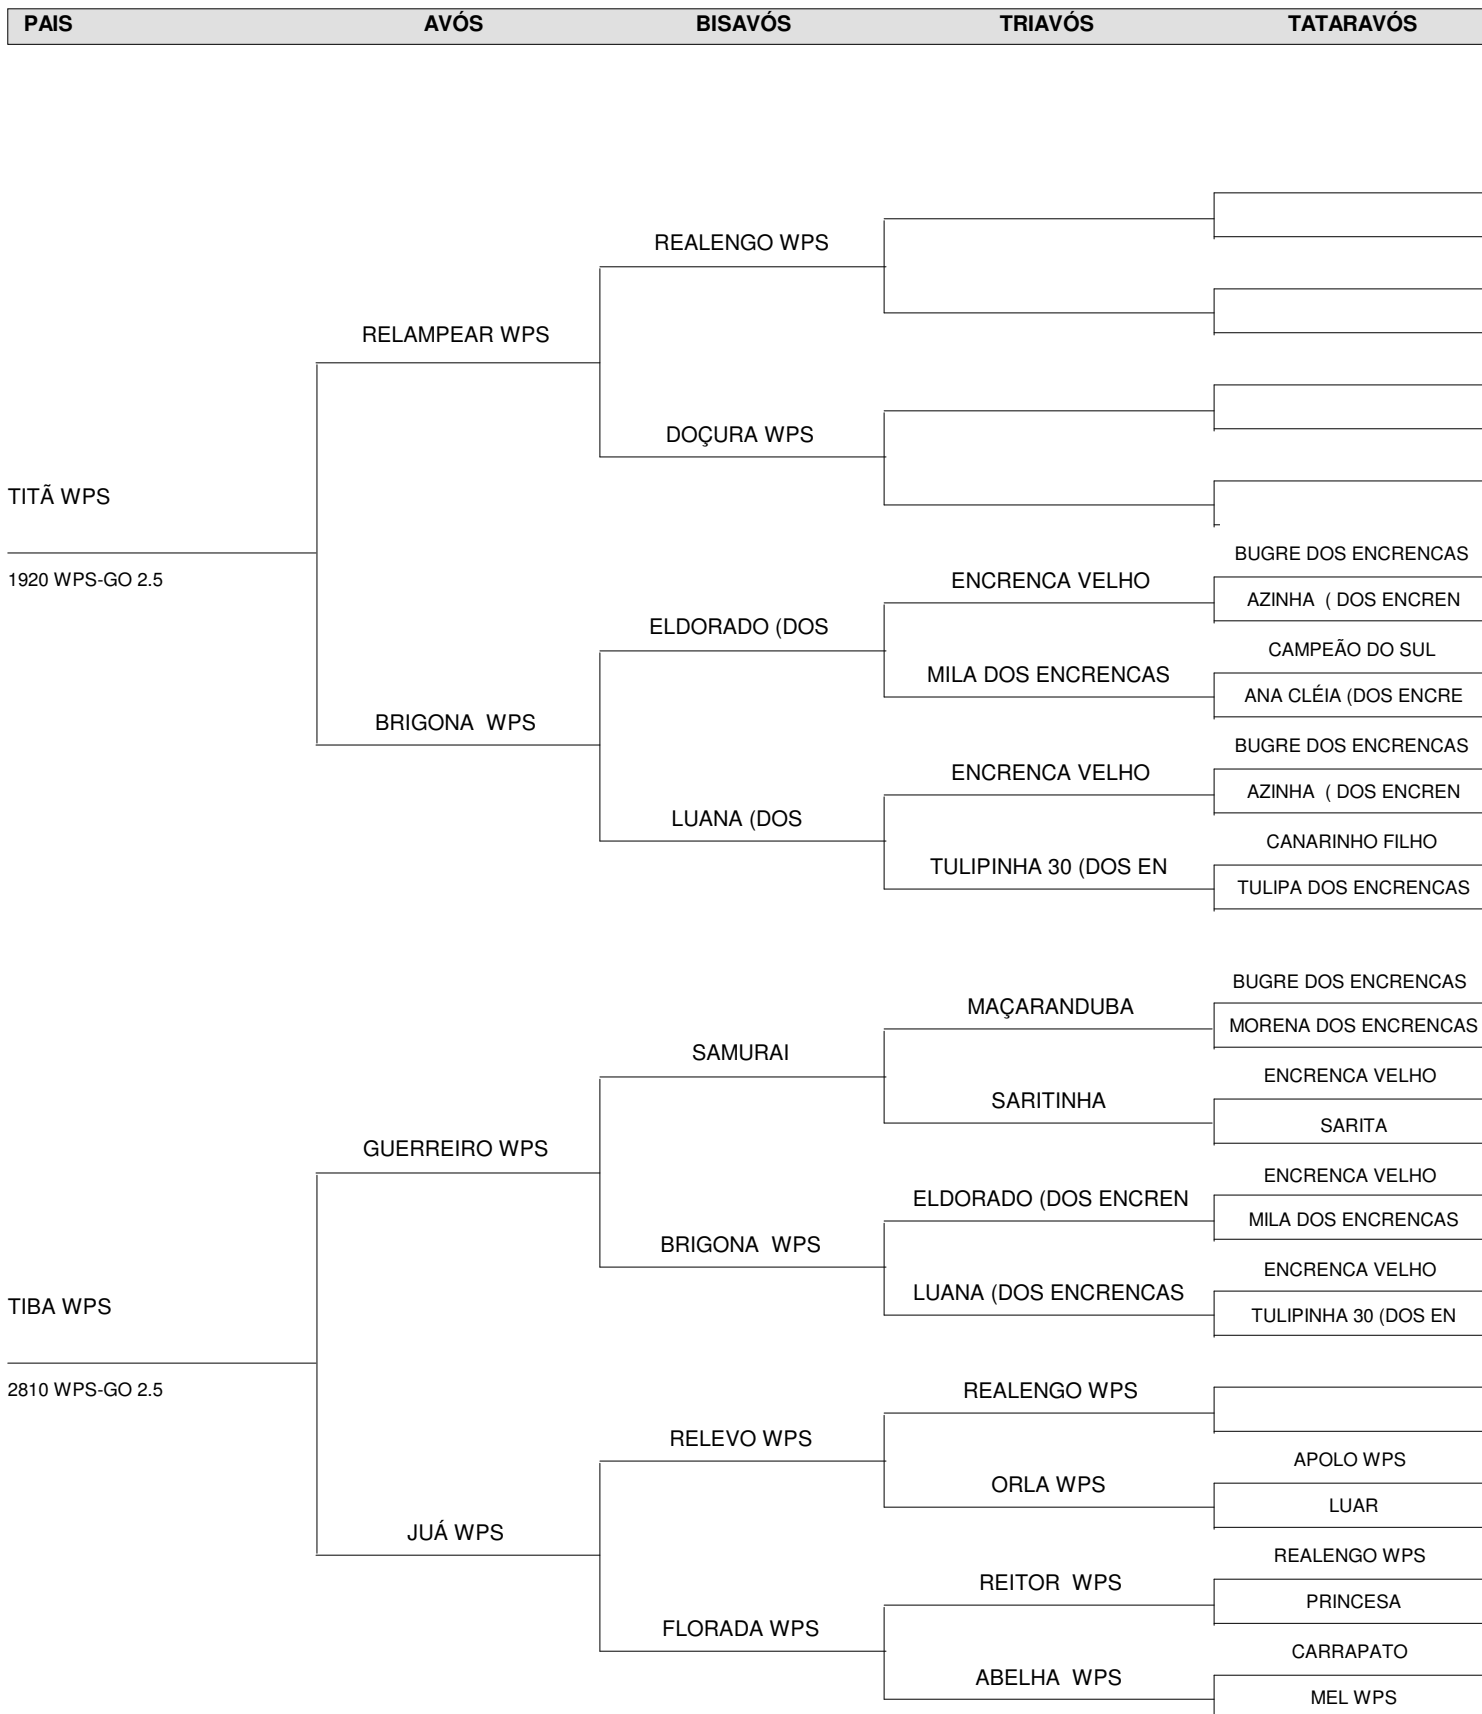 PAIS AVÓS BISAVÓS TRIAVÓS TATARAVÓS
REALENGO WPS
RELAMPEAR WPS
DOÇURA WPS
TITÃ WPS
1920 WPS-GO 2.5
BUGRE DOS ENCRENCAS
ENCRENCA VELHO
AZINHA ( DOS ENCREN
ELDORADO (DOS
CAMPEÃO DO SUL
MILA DOS ENCRENCAS
ANA CLÉIA (DOS ENCRE
BRIGONA WPS
BUGRE DOS ENCRENCAS
ENCRENCA VELHO
AZINHA ( DOS ENCREN
LUANA (DOS
CANARINHO FILHO
TULIPINHA 30 (DOS EN
TULIPA DOS ENCRENCAS
BUGRE DOS ENCRENCAS
MAÇARANDUBA
MORENA DOS ENCRENCAS
SAMURAI
ENCRENCA VELHO
SARITINHA
SARITA
GUERREIRO WPS
ENCRENCA VELHO
ELDORADO (DOS ENCREN
MILA DOS ENCRENCAS
BRIGONA WPS
ENCRENCA VELHO
LUANA (DOS ENCRENCAS
TULIPINHA 30 (DOS EN
TIBA WPS
2810 WPS-GO 2.5
REALENGO WPS
RELEVO WPS
APOLO WPS
ORLA WPS
LUAR
JUÁ WPS
REALENGO WPS
REITOR WPS
PRINCESA
FLORADA WPS
CARRAPATO
ABELHA WPS
MEL WPS